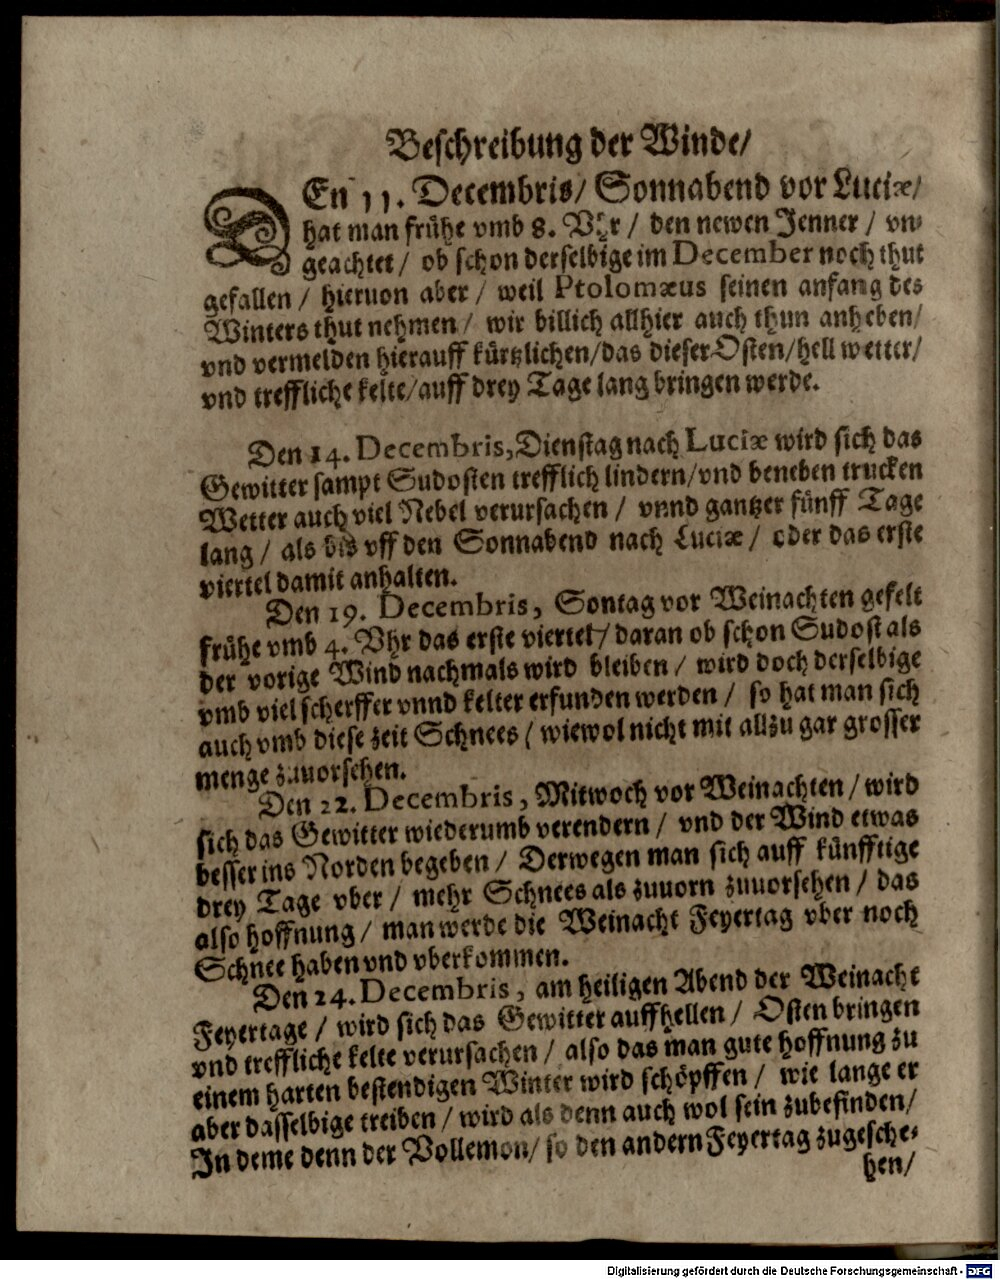 Beschreibung der Winde/
DEn 11. Decembris/ Sonnabend vor Luciæ/
hat man frühe vmb 8. Vhr / den newen Jenner / vn-
geachtet / ob schon derselbige im December noch thut
gefallen / hieruon aber / weil Ptolomæus seinen anfang des
Winters thut nehmen / wir billich allhier auch thun anheben/
vnd vermelden hierauff kürtzlichen/das dieser Osten/hell wetter/
vnd treffliche kelte/auff drey Tage lang bringen werde.
Den 14. Decembris, Dienstag nach Luciæ wird sich das
Gewitter sampt Sudosten trefflich lindern/vnd beneben trucken
Wetter auch viel Nebel verursachen / vnnd gantzer fünff Tage
lang / als bis vff den Sonnabend nach Luciæ / oder das erste
viertel damit anhalten.
Den 19. Decembris, Sontag vor Weinachten gefelt
frühe vmb 4. Vhr das erste viertel/ daran ob schon Sudost als
der vorige Wind nachmals wird bleiben / wird doch derselbige
vmb viel scherffer vnnd kelter erfunden werden / so hat man sich
auch vmb diese zeit Schnees / wiewol nicht mit allzu gar grosser
menge zuuorsehen.
Den 22. Decembris, Mitwoch vor Weinachten / wird
sich das Gewitter wiederumb verendern / vnd der Wind etwas
besser ins Norden begeben / Derwegen man sich auff künfftige
drey Tage vber / mehr Schnees als zuuorn zuuorsehen / das
also hoffnung / man werde die Weinacht Feyertag vber noch
Schnee haben vnd vberkommen.
Den 24. Decembris, am heiligen Abend der Weinacht
Feyertage / wird sich das Gewitter auffhellen / Osten bringen
vnd treffliche kelte verursachen / also das man gute hoffnung zu
einem harten bestendigen Winter wird schöpffen / wie lange er
aber dasselbige treiben / wird als denn auch wol sein zubefinden/
In deme denn der Vollemon/ so den andern Feyertag zugesche-
hen/
Digitalisierung gefördert durch die Deutsche Forschungsgemeinschaft - DFG